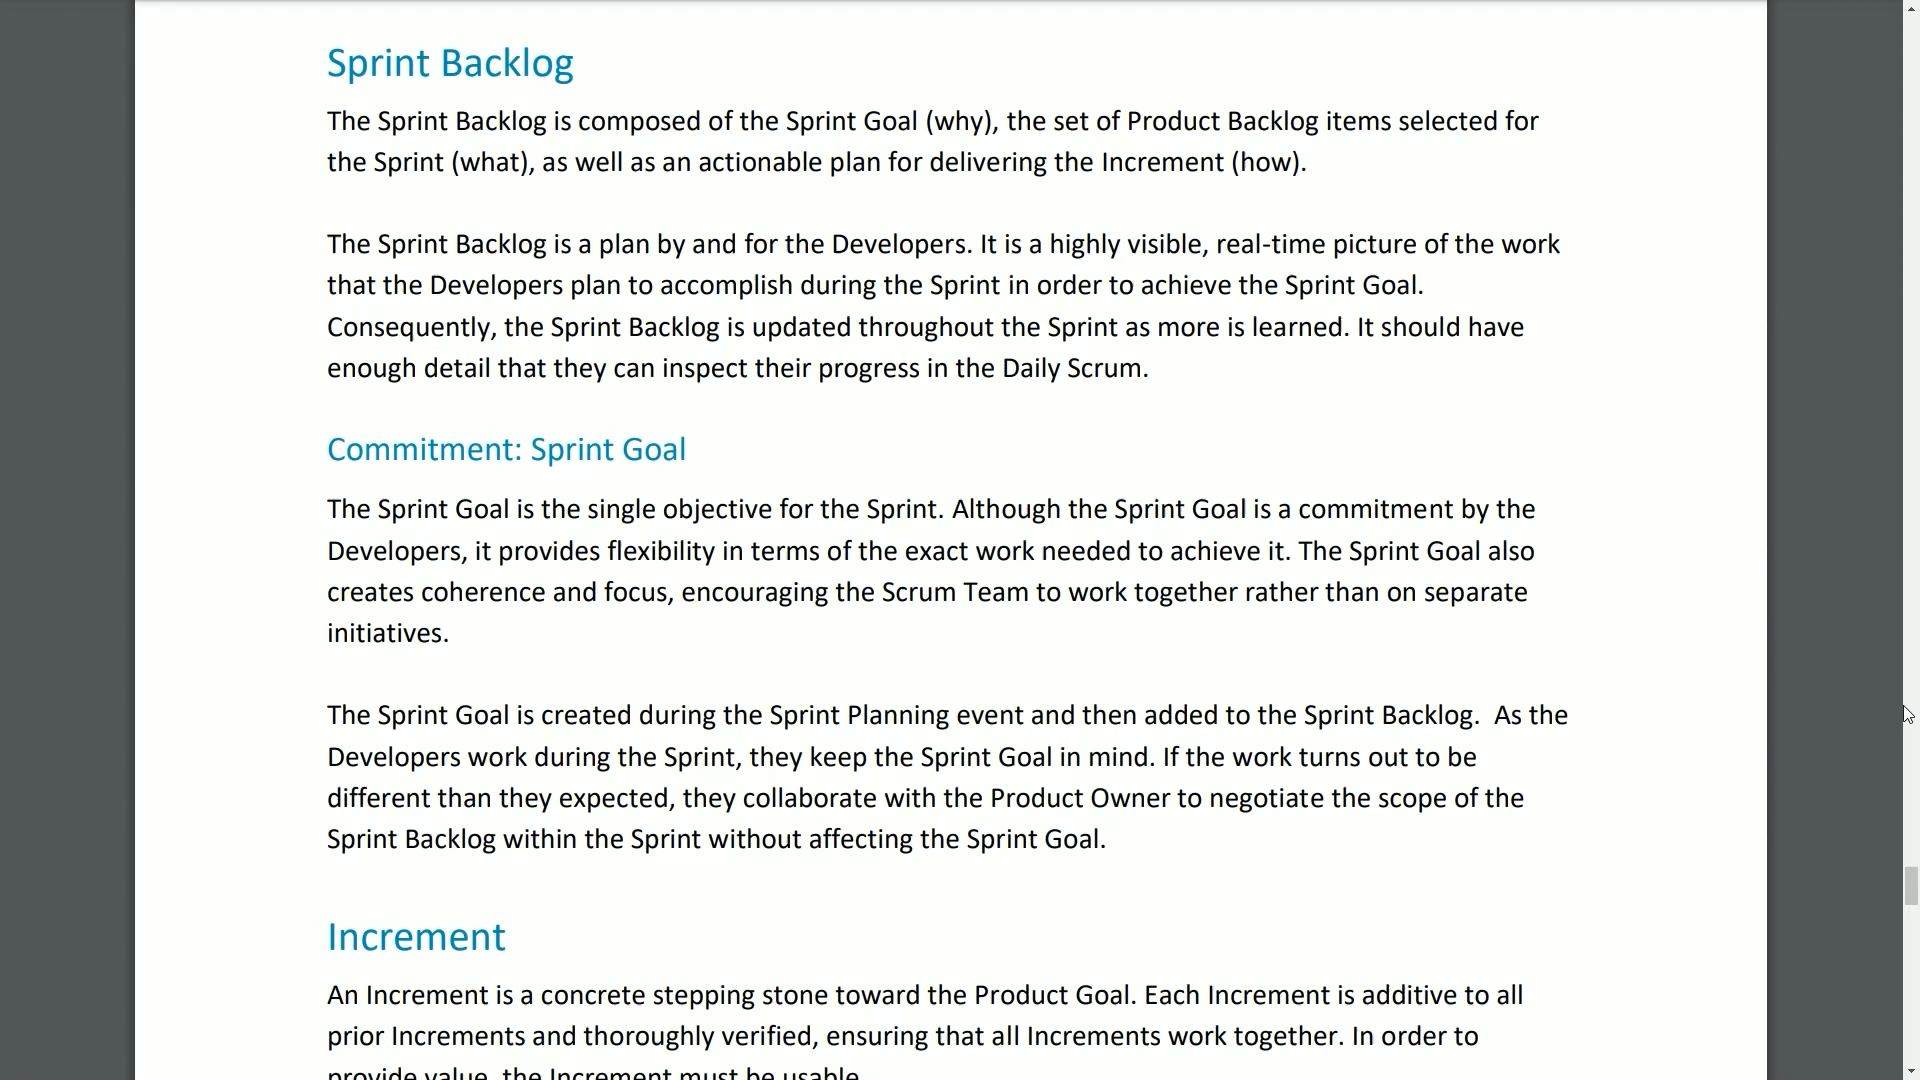 Sprint Backlog
The Sprint Backlog is composed of the Sprint Goal (why), the set of Product Backlog items selected for
the Sprint (what), as well as an actionable plan for delivering the Increment (how).
The Sprint Backlog is a plan by and for the Developers. It is a highly visible, real-time picture of the work
that the Developers plan to accomplish during the Sprint in order to achieve the Sprint Goal.
Consequently, the Sprint Backlog is updated throughout the Sprint as more is learned. It should have
enough detail that they can inspect their progress in the Daily Scrum.
Commitment: Sprint Goal
The Sprint Goal is the single objective for the Sprint. Although the Sprint Goal is a commitment by the
Developers, it provides flexibility in terms of the exact work needed to achieve it. The Sprint Goal also
creates coherence and focus, encouraging the Scrum Team to work together rather than on separate
initiatives.
The Sprint Goal is created during the Sprint Planning event and then added to the Sprint Backlog.  As the
Developers work during the Sprint, they keep the Sprint Goal in mind. If the work turns out to be
different than they expected, they collaborate with the Product Owner to negotiate the scope of the
Sprint Backlog within the Sprint without affecting the Sprint Goal.
Increment
An Increment is a concrete stepping stone toward the Product Goal. Each Increment is additive to all
prior Increments and thoroughly verified, ensuring that all Increments work together. In order to
provide value, the Increment must be usable.